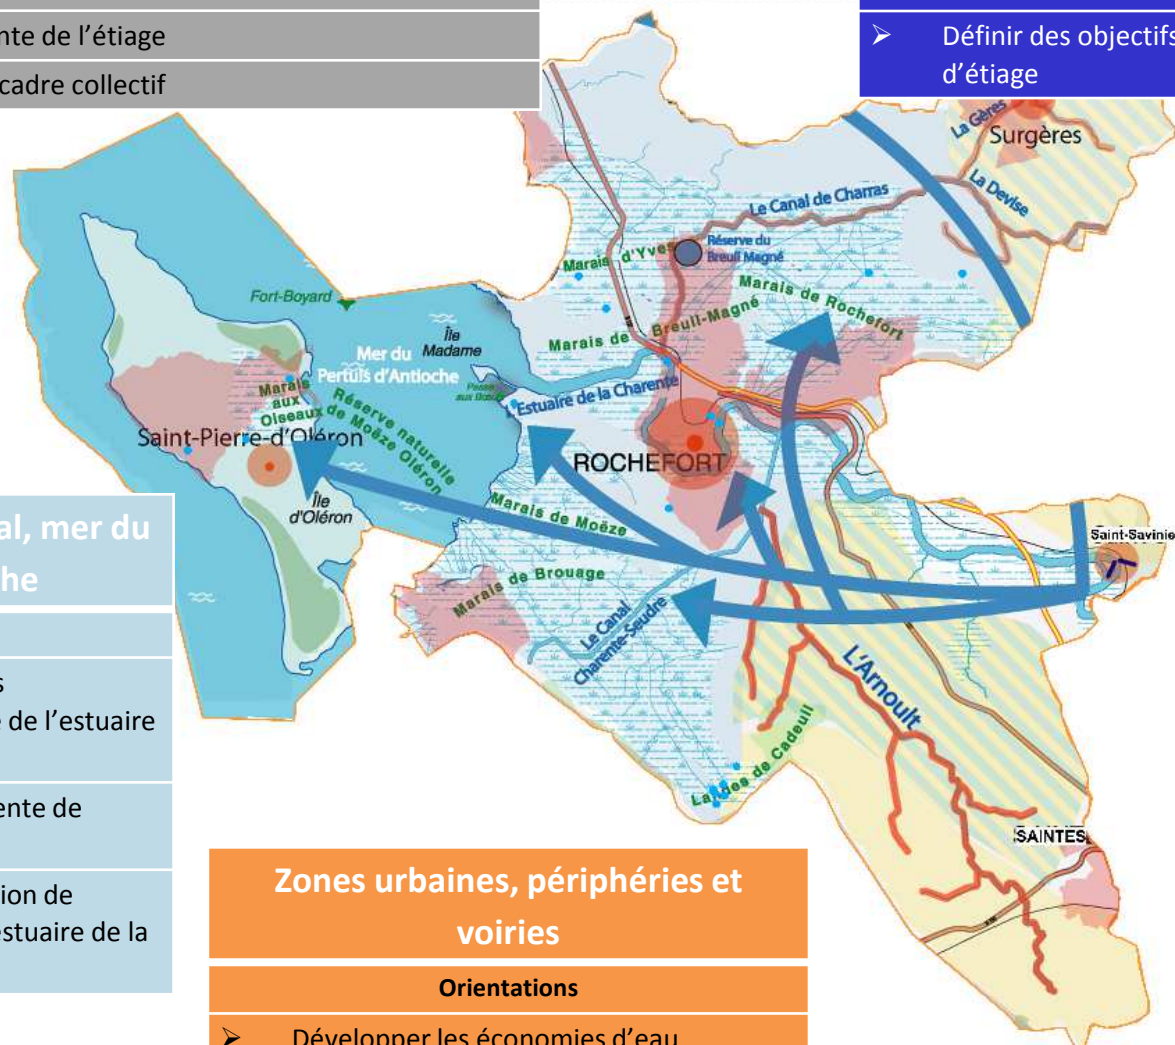 nte de l'étiage
cadre collectif
➢ Définir des objectifs
d'étiage
La Gères
Surgères
La Devise
Le Canal de Charras
Réserve du
Breuil Magné
Marais d'Yves
Marais de Rochefort
Marais de Breuil-Magné
Fort-Boyard
Île
Madame
Mer du
Pertuis d'Antioche
Passe
aux Bœufs
Estuaire de la Charente
Marais
aux
Oiseaux
Réserve naturelle
de Moëze Oléron
Saint-Pierre-d'Oléron
ROCHEFORT
Île
d'Oléron
Marais de Moëze
Saint-Savinie
Marais de Brouage
Le Canal
Charente-Seudre
L'Arnoult
Landes de Cadeuil
SAINTES
al, mer du
che
s
e de l'estuaire
ente de
ion de
estuaire de la
Zones urbaines, périphéries et
voiries
Orientations
➢ Développer les économies d'eau